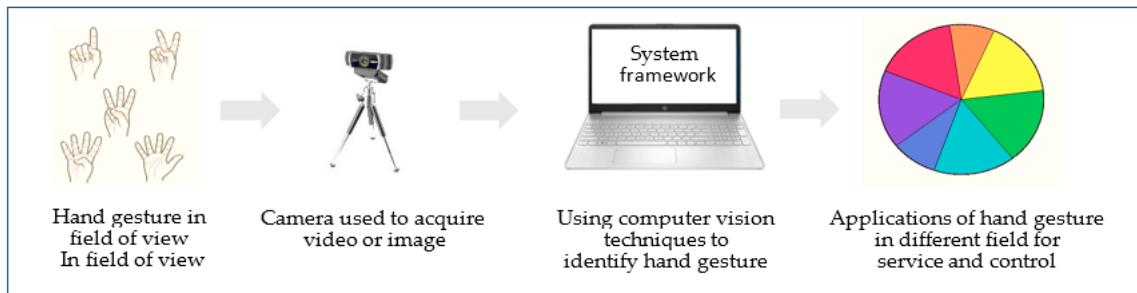 System
framework
Hand gesture in
field of view
In field of view
Camera used to acquire
video or image
Using computer vision
techniques to
identify hand gesture
Applications of hand gesture
in different field for
service and control